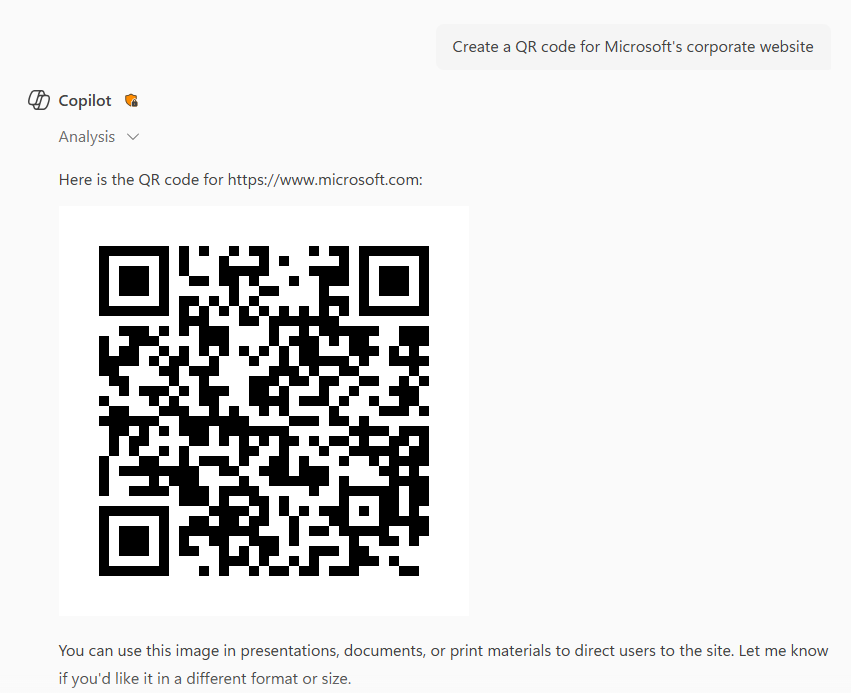 Create a QR code for Microsoft's corporate website
Copilot
Analysis
Here is the QR code for https://www.microsoft.com:
You can use this image in presentations, documents, or print materials to direct users to the site. Let me know
if you'd like it in a different format or size.